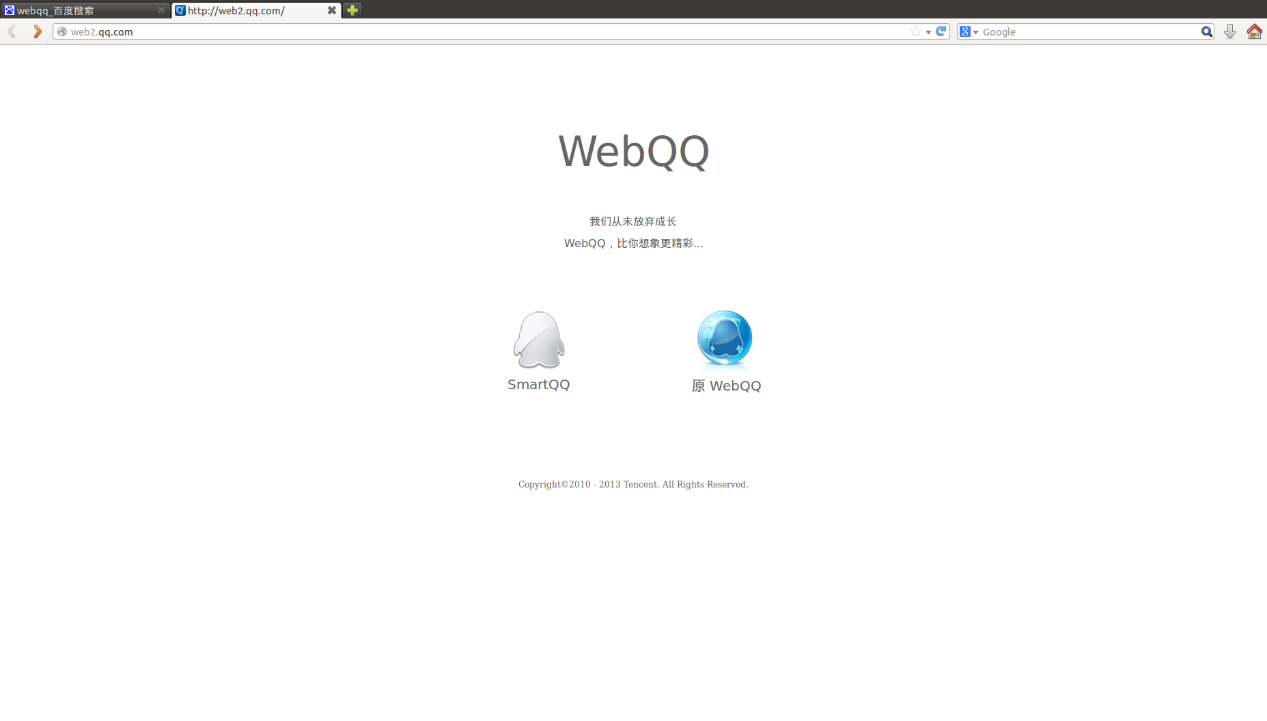 webqq_百度搜索
http://web2.qq.com/
web2.qq.com
Google
WebQQ
我们从未放弃成长
WebQQ，比你想象更精彩...
SmartQQ
原 WebQQ
Copyright©2010 - 2013 Tencent. All Rights Reserved.